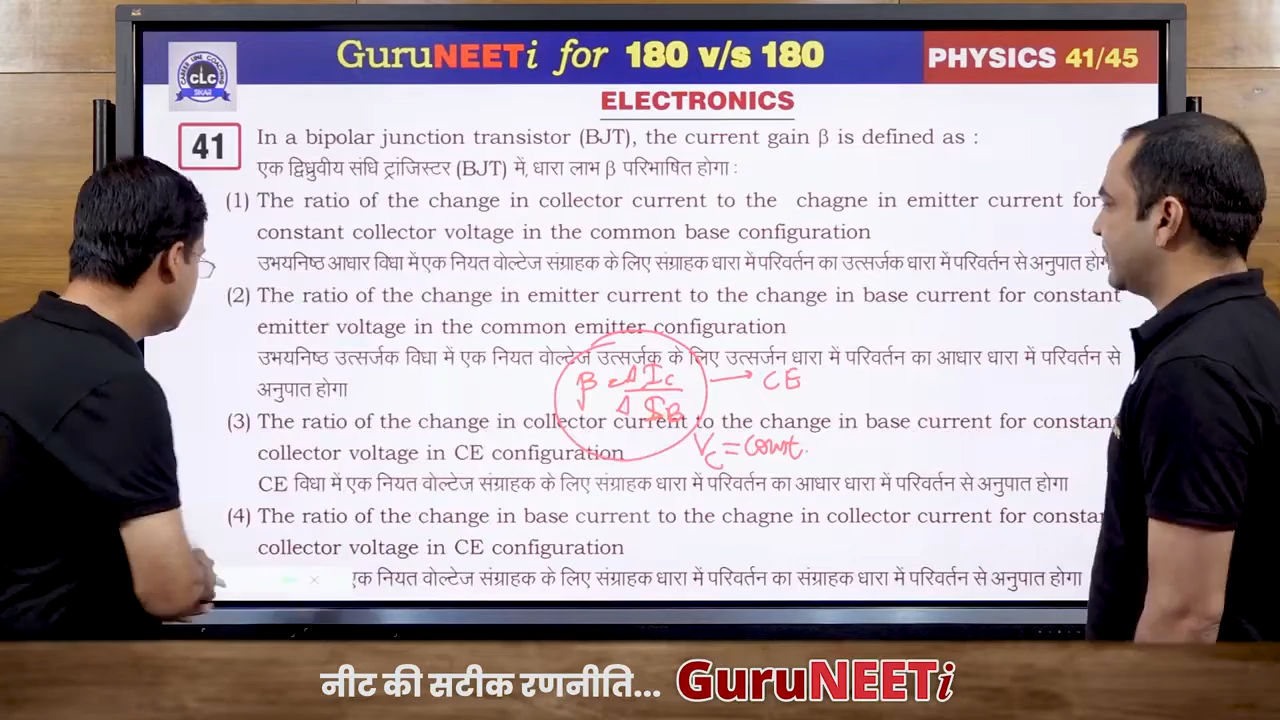 GuruNEETi for 180 v/s 180
PHYSICS 41/45
CLC
ELECTRONICS
41
In a bipolar junction transistor (BJT), the current gain β is defined as :
एक द्विध्रुवीय संधि ट्रांजिस्टर (BJT) में, धारा लाभ β परिभाषित होगा :
(1) The ratio of the change in collector current to the chagne in emitter current for
constant collector voltage in the common base configuration
उभयनिष्ठ आधार विधा में एक नियत वोल्टेज संग्राहक के लिए संग्राहक धारा में परिवर्तन का उत्सर्जक धारा में परिवर्तन से अनुपात
(2) The ratio of the change in emitter current to the change in base current for constant
emitter voltage in the common emitter configuration
उभयनिष्ठ उत्सर्जक विधा में एक नियत वोल्टेज उत्सर्जक के लिए उत्सर्जन धारा में परिवर्तन का आधार धारा में परिवर्तन से
अनुपात होगा
β = Δ Ic / Δ IB → CE
(3) The ratio of the change in collector current to the change in base current for constant
collector voltage in CE configuration
Vc = const.
CE विधा में एक नियत वोल्टेज संग्राहक के लिए संग्राहक धारा में परिवर्तन का आधार धारा में परिवर्तन से अनुपात होगा
(4) The ratio of the change in base current to the chagne in collector current for
collector voltage in CE configuration
एक नियत वोल्टेज संग्राहक के लिए संग्राहक धारा में परिवर्तन का संग्राहक धारा में परिवर्तन से अनुपात होगा
नीट की सटीक रणनीति... GuruNEETi